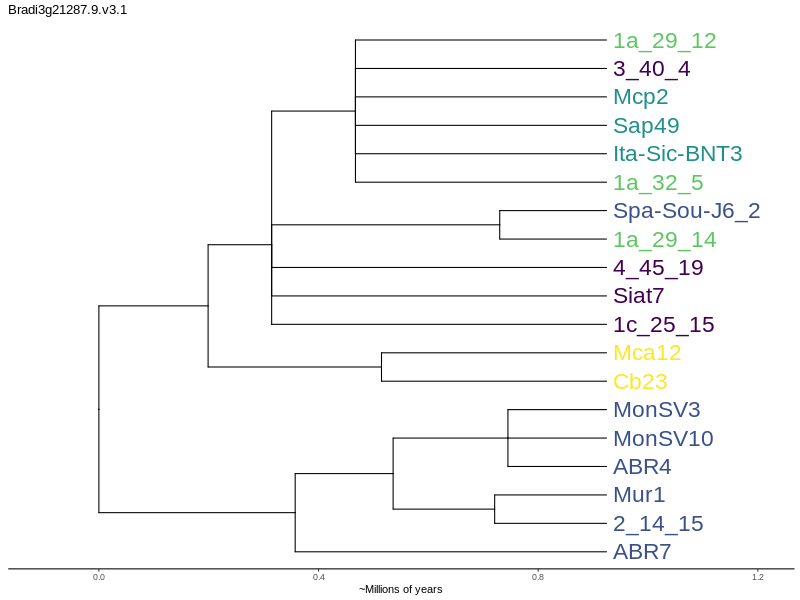 Bradi3g21287.9.v3.1
1a_29_12
3_40_4
Mcp2
Sap49
Ita-Sic-BNT3
1a_32_5
Spa-Sou-J6_2
1a_29_14
4_45_19
Siat7
1c_25_15
Mca12
Cb23
MonSV3
MonSV10
ABR4
Mur1
2_14_15
ABR7
0.0 0.4 0.8 1.2
~Millions of years